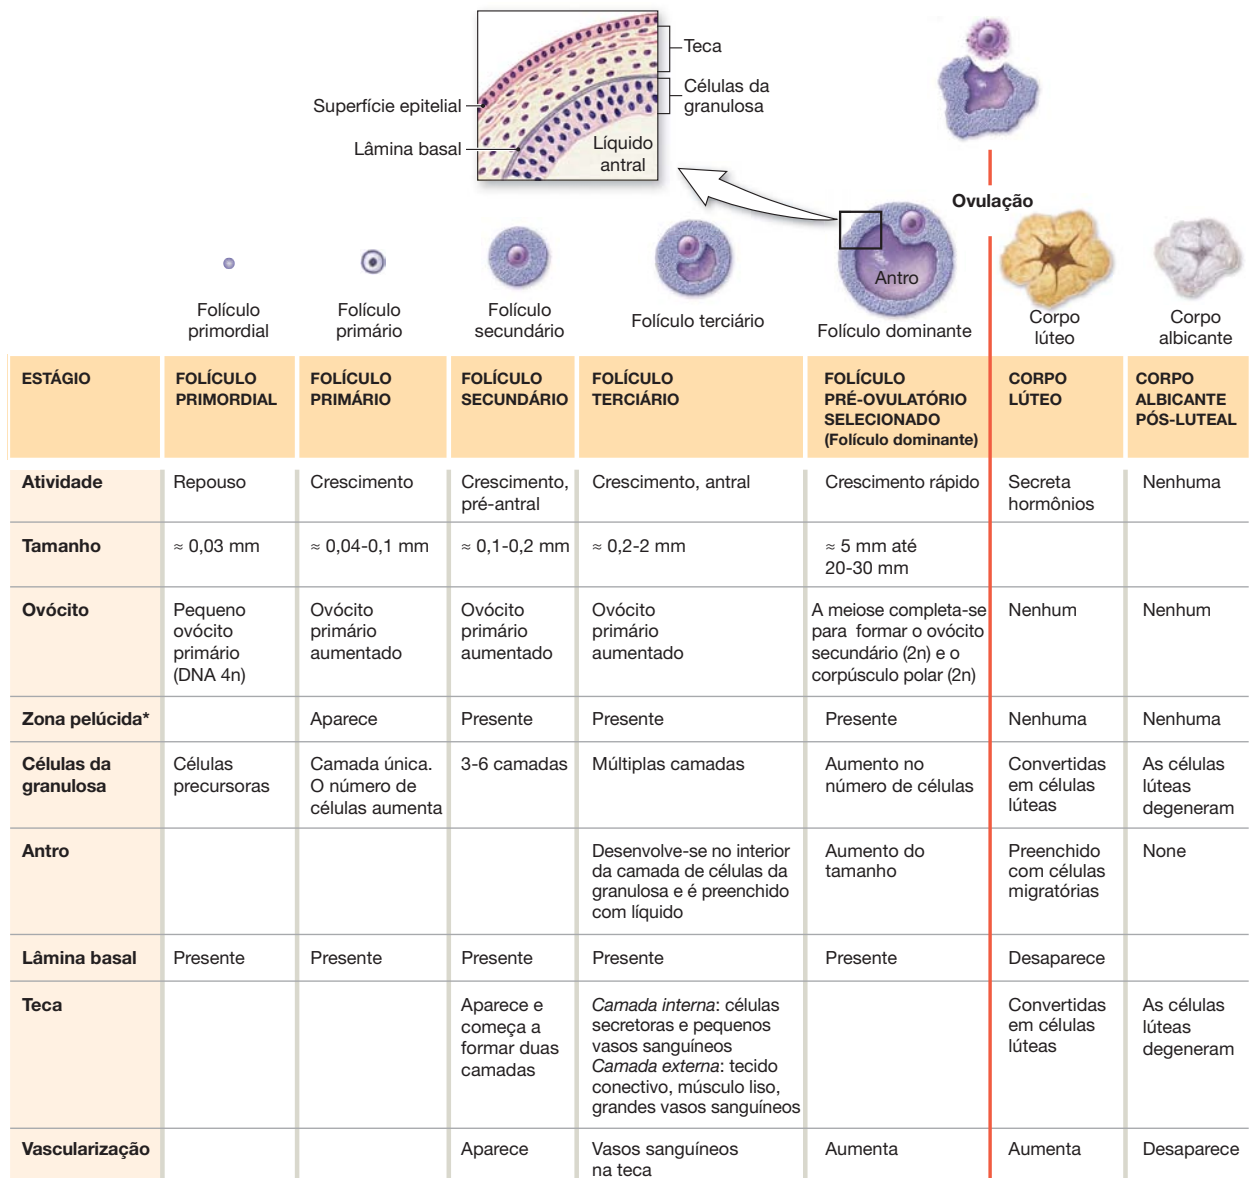 Teca
Células da
granulosa
Superfície epitelial
Lâmina basal
Líquido
antral
Ovulação
Antro
Folículo
primordial
Folículo
primário
Folículo
secundário
Folículo terciário
Folículo dominante
Corpo
lúteo
Corpo
albicante
ESTÁGIO
FOLÍCULO
PRIMORDIAL
FOLÍCULO
PRIMÁRIO
FOLÍCULO
SECUNDÁRIO
FOLÍCULO
TERCIÁRIO
FOLÍCULO
PRÉ-OVULATÓRIO
SELECIONADO
(Folículo dominante)
CORPO
LÚTEO
CORPO
ALBICANTE
PÓS-LUTEAL
Atividade
Repouso
Crescimento
Crescimento,
pré-antral
Crescimento, antral
Crescimento rápido
Secreta
hormônios
Nenhuma
Tamanho
≈ 0,03 mm
≈ 0,04-0,1 mm
≈ 0,1-0,2 mm
≈ 0,2-2 mm
≈ 5 mm até
20-30 mm
Ovócito
Pequeno
ovócito
primário
(DNA 4n)
Ovócito
primário
aumentado
Ovócito
primário
aumentado
Ovócito
primário
aumentado
A meiose completa-se
para formar o ovócito
secundário (2n) e o
corpúsculo polar (2n)
Nenhum
Nenhum
Zona pelúcida*
Aparece
Presente
Presente
Presente
Nenhuma
Nenhuma
Células da
granulosa
Células
precursoras
Camada única.
O número de
células aumenta
3-6 camadas
Múltiplas camadas
Aumento no
número de células
Convertidas
em células
lúteas
As células
lúteas
degeneram
Antro
Desenvolve-se no interior
da camada de células da
granulosa e é preenchido
com líquido
Aumento do
tamanho
Preenchido
com células
migratórias
None
Lâmina basal
Presente
Presente
Presente
Presente
Presente
Desaparece
Teca
Aparece e
começa a
formar duas
camadas
Camada interna: células
secretoras e pequenos
vasos sanguíneos
Camada externa: tecido
conectivo, músculo liso,
grandes vasos sanguíneos
Convertidas
em células
lúteas
As células
lúteas
degeneram
Vascularização
Aparece
Vasos sanguíneos
na teca
Aumenta
Aumenta
Desaparece